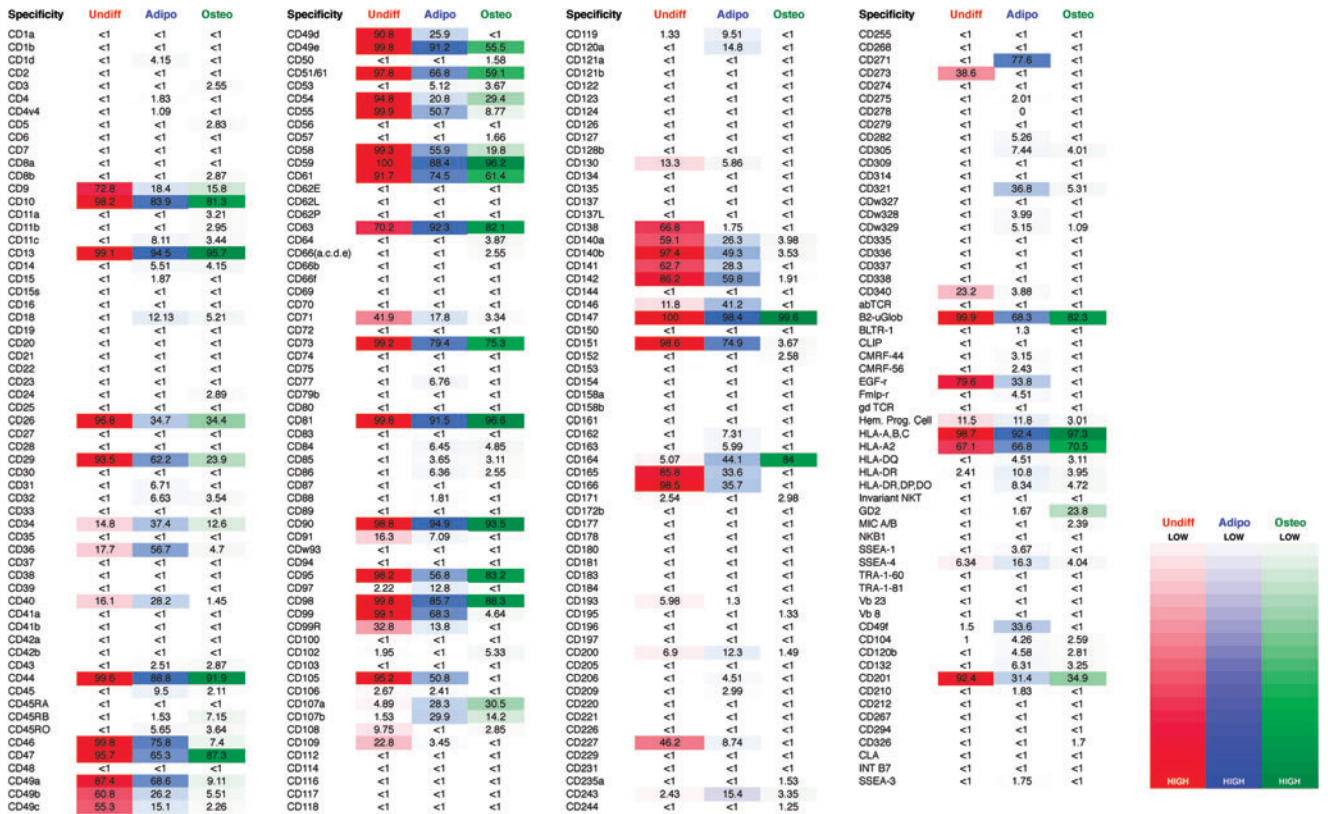 Specificity Undiff Adipo Osteo
CD1a <1 <1 <1
CD1b <1 <1 <1
CD1d <1 4.15 <1
CD2 <1 <1 <1
CD3 <1 <1 2.55
CD4 <1 1.83 <1
CD4v4 <1 1.09 <1
CD5 <1 <1 2.83
CD6 <1 <1 <1
CD7 <1 <1 <1
CD8a <1 <1 <1
CD8b <1 <1 2.87
CD9 72.8 18.4 15.8
CD10 98.2 83.9 81.3
CD11a <1 <1 3.21
CD11b <1 <1 2.95
CD11c <1 8.11 3.44
CD13 99.1 94.5 95.7
CD14 <1 5.51 4.15
CD15 <1 1.87 <1
CD15s <1 <1 <1
CD16 <1 <1 <1
CD18 <1 12.13 5.21
CD19 <1 <1 <1
CD20 <1 <1 <1
CD21 <1 <1 <1
CD22 <1 <1 <1
CD23 <1 <1 <1
CD24 <1 <1 2.89
CD25 <1 <1 <1
CD26 96.8 34.7 34.4
CD27 <1 <1 <1
CD28 <1 <1 <1
CD29 93.5 62.2 23.9
CD30 <1 <1 <1
CD31 <1 6.71 <1
CD32 <1 6.63 3.54
CD33 <1 <1 <1
CD34 14.8 37.4 12.6
CD35 <1 <1 <1
CD36 17.7 56.7 4.7
CD37 <1 <1 <1
CD38 <1 <1 <1
CD39 <1 <1 <1
CD40 16.1 28.2 1.45
CD41a <1 <1 <1
CD41b <1 <1 <1
CD42a <1 <1 <1
CD42b <1 <1 <1
CD43 <1 2.51 2.87
CD44 99.6 88.8 91.9
CD45 <1 9.5 2.11
CD45RA <1 <1 <1
CD45RB <1 1.53 7.15
CD45RO <1 5.65 3.64
CD46 99.8 75.8 7.4
CD47 95.7 65.3 87.3
CD48 <1 <1 <1
CD49a 87.4 68.6 9.11
CD49b 60.8 26.2 5.51
CD49c 55.3 15.1 2.26
Specificity Undiff Adipo Osteo
CD49d 90.8 25.9 <1
CD49e 99.8 91.2 55.5
CD50 <1 <1 1.58
CD51/61 97.8 66.8 59.1
CD53 <1 5.12 3.67
CD54 94.8 20.8 29.4
CD55 99.9 50.7 8.77
CD56 <1 <1 <1
CD57 <1 <1 1.66
CD58 99.3 55.9 19.8
CD59 100 88.4 96.2
CD61 91.7 74.5 61.4
CD62E <1 <1 <1
CD62L <1 <1 <1
CD62P <1 <1 <1
CD63 70.2 92.3 82.1
CD64 <1 <1 3.87
CD66(a.c.d.e) <1 <1 2.55
CD66b <1 <1 <1
CD66f <1 <1 <1
CD69 <1 <1 <1
CD70 <1 <1 <1
CD71 41.9 17.8 3.34
CD72 <1 <1 <1
CD73 99.2 79.4 75.3
CD74 <1 <1 <1
CD75 <1 <1 <1
CD77 <1 6.76 <1
CD79b <1 <1 <1
CD80 <1 <1 <1
CD81 99.8 91.5 96.6
CD83 <1 <1 <1
CD84 <1 6.45 4.85
CD85 <1 3.65 3.11
CD86 <1 6.36 2.55
CD87 <1 <1 <1
CD88 <1 1.81 <1
CD89 <1 <1 <1
CD90 98.8 94.9 93.5
CD91 16.3 7.09 <1
CDw93 <1 <1 <1
CD94 <1 <1 <1
CD95 98.2 56.8 83.2
CD97 2.22 12.8 <1
CD98 99.8 85.7 88.3
CD99 99.1 68.3 4.64
CD99R 32.8 13.8 <1
CD100 <1 <1 <1
CD102 1.95 <1 5.33
CD103 <1 <1 <1
CD105 95.2 50.8 <1
CD106 2.67 2.41 <1
CD107a 4.89 28.3 30.5
CD107b 1.53 29.9 14.2
CD108 9.75 <1 2.85
CD109 22.8 3.45 <1
CD112 <1 <1 <1
CD114 <1 <1 <1
CD116 <1 <1 <1
CD117 <1 <1 <1
CD118 <1 <1 <1
Specificity Undiff Adipo Osteo
CD119 1.33 9.51 <1
CD120a <1 14.8 <1
CD121a <1 <1 <1
CD121b <1 <1 <1
CD122 <1 <1 <1
CD123 <1 <1 <1
CD124 <1 <1 <1
CD126 <1 <1 <1
CD127 <1 <1 <1
CD128b <1 <1 <1
CD130 13.3 5.86 <1
CD134 <1 <1 <1
CD135 <1 <1 <1
CD137 <1 <1 <1
CD137L <1 <1 <1
CD138 66.8 1.75 <1
CD140a 59.1 26.3 3.98
CD140b 97.4 49.3 3.53
CD141 62.7 28.3 <1
CD142 86.2 59.8 1.91
CD144 <1 <1 <1
CD146 11.8 41.2 <1
CD147 100 98.4 99.6
CD150 <1 <1 <1
CD151 98.6 74.9 3.67
CD152 <1 <1 2.58
CD153 <1 <1 <1
CD154 <1 <1 <1
CD158a <1 <1 <1
CD158b <1 <1 <1
CD161 <1 <1 <1
CD162 <1 7.31 <1
CD163 <1 5.99 <1
CD164 5.07 44.1 84
CD165 85.8 33.6 <1
CD166 98.5 35.7 <1
CD171 2.54 <1 2.98
CD172b <1 <1 <1
CD177 <1 <1 <1
CD178 <1 <1 <1
CD180 <1 <1 <1
CD181 <1 <1 <1
CD183 <1 <1 <1
CD184 <1 <1 <1
CD193 5.98 1.3 <1
CD195 <1 <1 1.33
CD196 <1 <1 <1
CD197 <1 <1 <1
CD200 6.9 12.3 1.49
CD205 <1 <1 <1
CD206 <1 4.51 <1
CD209 <1 2.99 <1
CD220 <1 <1 <1
CD221 <1 <1 <1
CD226 <1 <1 <1
CD227 46.2 8.74 <1
CD229 <1 <1 <1
CD231 <1 <1 <1
CD235a <1 <1 1.53
CD243 2.43 15.4 3.35
CD244 <1 <1 1.25
Specificity Undiff Adipo Osteo
CD255 <1 <1 <1
CD268 <1 <1 <1
CD271 <1 77.6 <1
CD273 38.6 <1 <1
CD274 <1 <1 <1
CD275 <1 2.01 <1
CD278 <1 0 <1
CD279 <1 <1 <1
CD282 <1 5.26 <1
CD305 <1 7.44 4.01
CD309 <1 <1 <1
CD314 <1 <1 <1
CD321 <1 36.8 5.31
CDw327 <1 <1 <1
CDw328 <1 3.99 <1
CDw329 <1 5.15 1.09
CD335 <1 <1 <1
CD336 <1 <1 <1
CD337 <1 <1 <1
CD338 <1 <1 <1
CD340 23.2 3.88 <1
abTCR <1 <1 <1
B2-uGlob 99.9 68.3 82.3
BLTR-1 <1 1.3 <1
CLIP <1 <1 <1
CMRF-44 <1 3.15 <1
CMRF-56 <1 2.43 <1
EGF-r 79.6 33.8 <1
Fmlp-r <1 4.51 <1
gd TCR <1 <1 <1
Hem. Prog. Cell 11.5 11.8 3.01
HLA-A,B,C 98.7 92.4 97.3
HLA-A2 67.1 66.8 70.5
HLA-DQ <1 4.51 3.11
HLA-DR 2.41 10.8 3.95
HLA-DR,DP,DO <1 8.34 4.72
Invariant NKT <1 <1 <1
GD2 <1 1.67 23.8
MIC A/B <1 <1 2.39
NKB1 <1 <1 <1
SSEA-1 <1 3.67 <1
SSEA-4 6.34 16.3 4.04
TRA-1-60 <1 <1 <1
TRA-1-81 <1 <1 <1
Vb 23 <1 <1 <1
Vb 8 <1 <1 <1
CD49f 1.5 33.6 <1
CD104 1 4.26 2.59
CD120b <1 4.58 2.81
CD132 <1 6.31 3.25
CD201 92.4 31.4 34.9
CD210 <1 1.83 <1
CD212 <1 <1 <1
CD267 <1 <1 <1
CD294 <1 <1 <1
CD326 <1 <1 1.7
CLA <1 <1 <1
INT B7 <1 <1 <1
SSEA-3 <1 1.75 <1
Undiff Adipo Osteo
LOW LOW LOW
HIGH HIGH HIGH